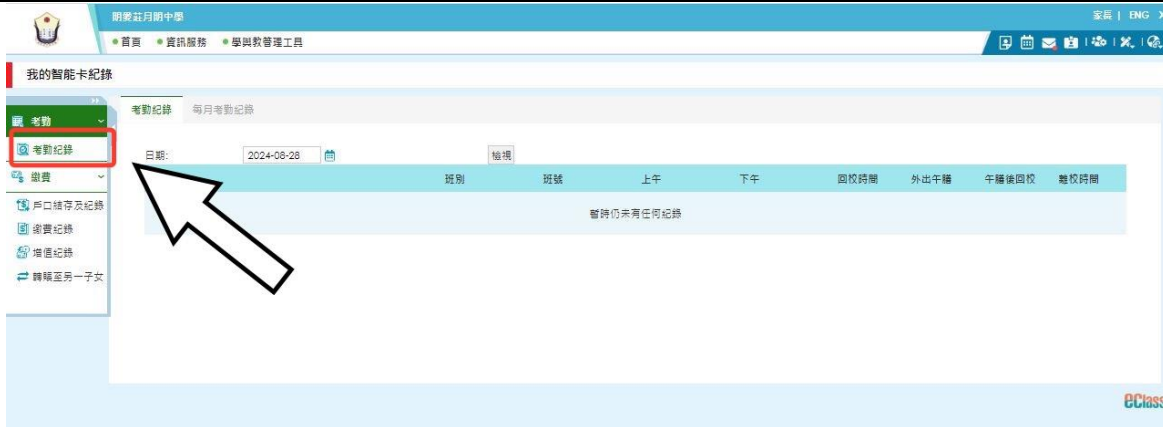 明愛莊月明中學
家長 | ENG
首頁 資訊服務 學與教管理工具
我的智能卡紀錄
考勤
考勤紀錄
繳費
戶口結存及紀錄
繳費紀錄
增值紀錄
轉賬至另一子女
考勤紀錄 每月考勤紀錄
日期: 2024-08-28 檢視
班別 班號 上午 下午 回校時間 外出午膳 午膳後回校 離校時間
暫時仍未有任何紀錄
eClass